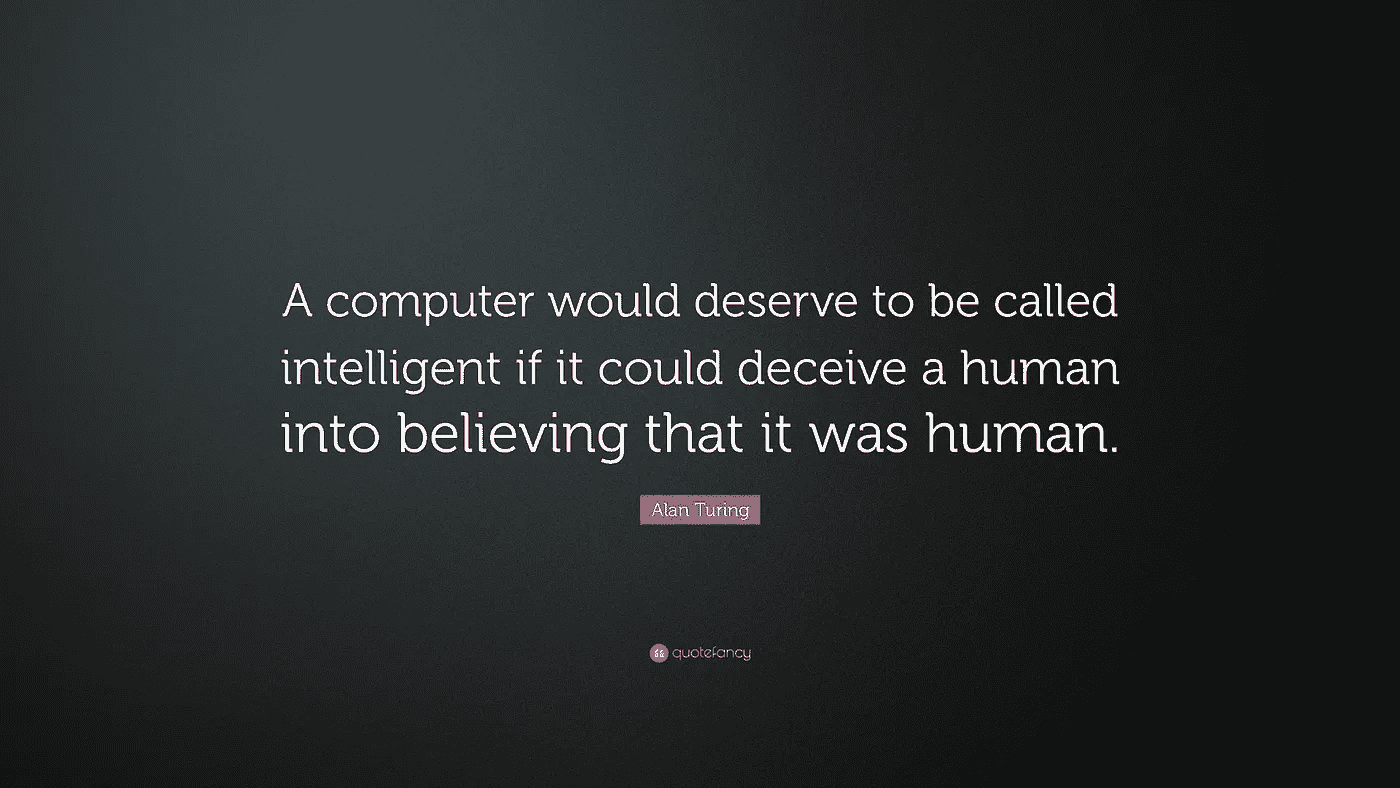 A computer would deserve to be called
intelligent if it could deceive a human
into believing that it was human.
Alan Turing
quotefancy